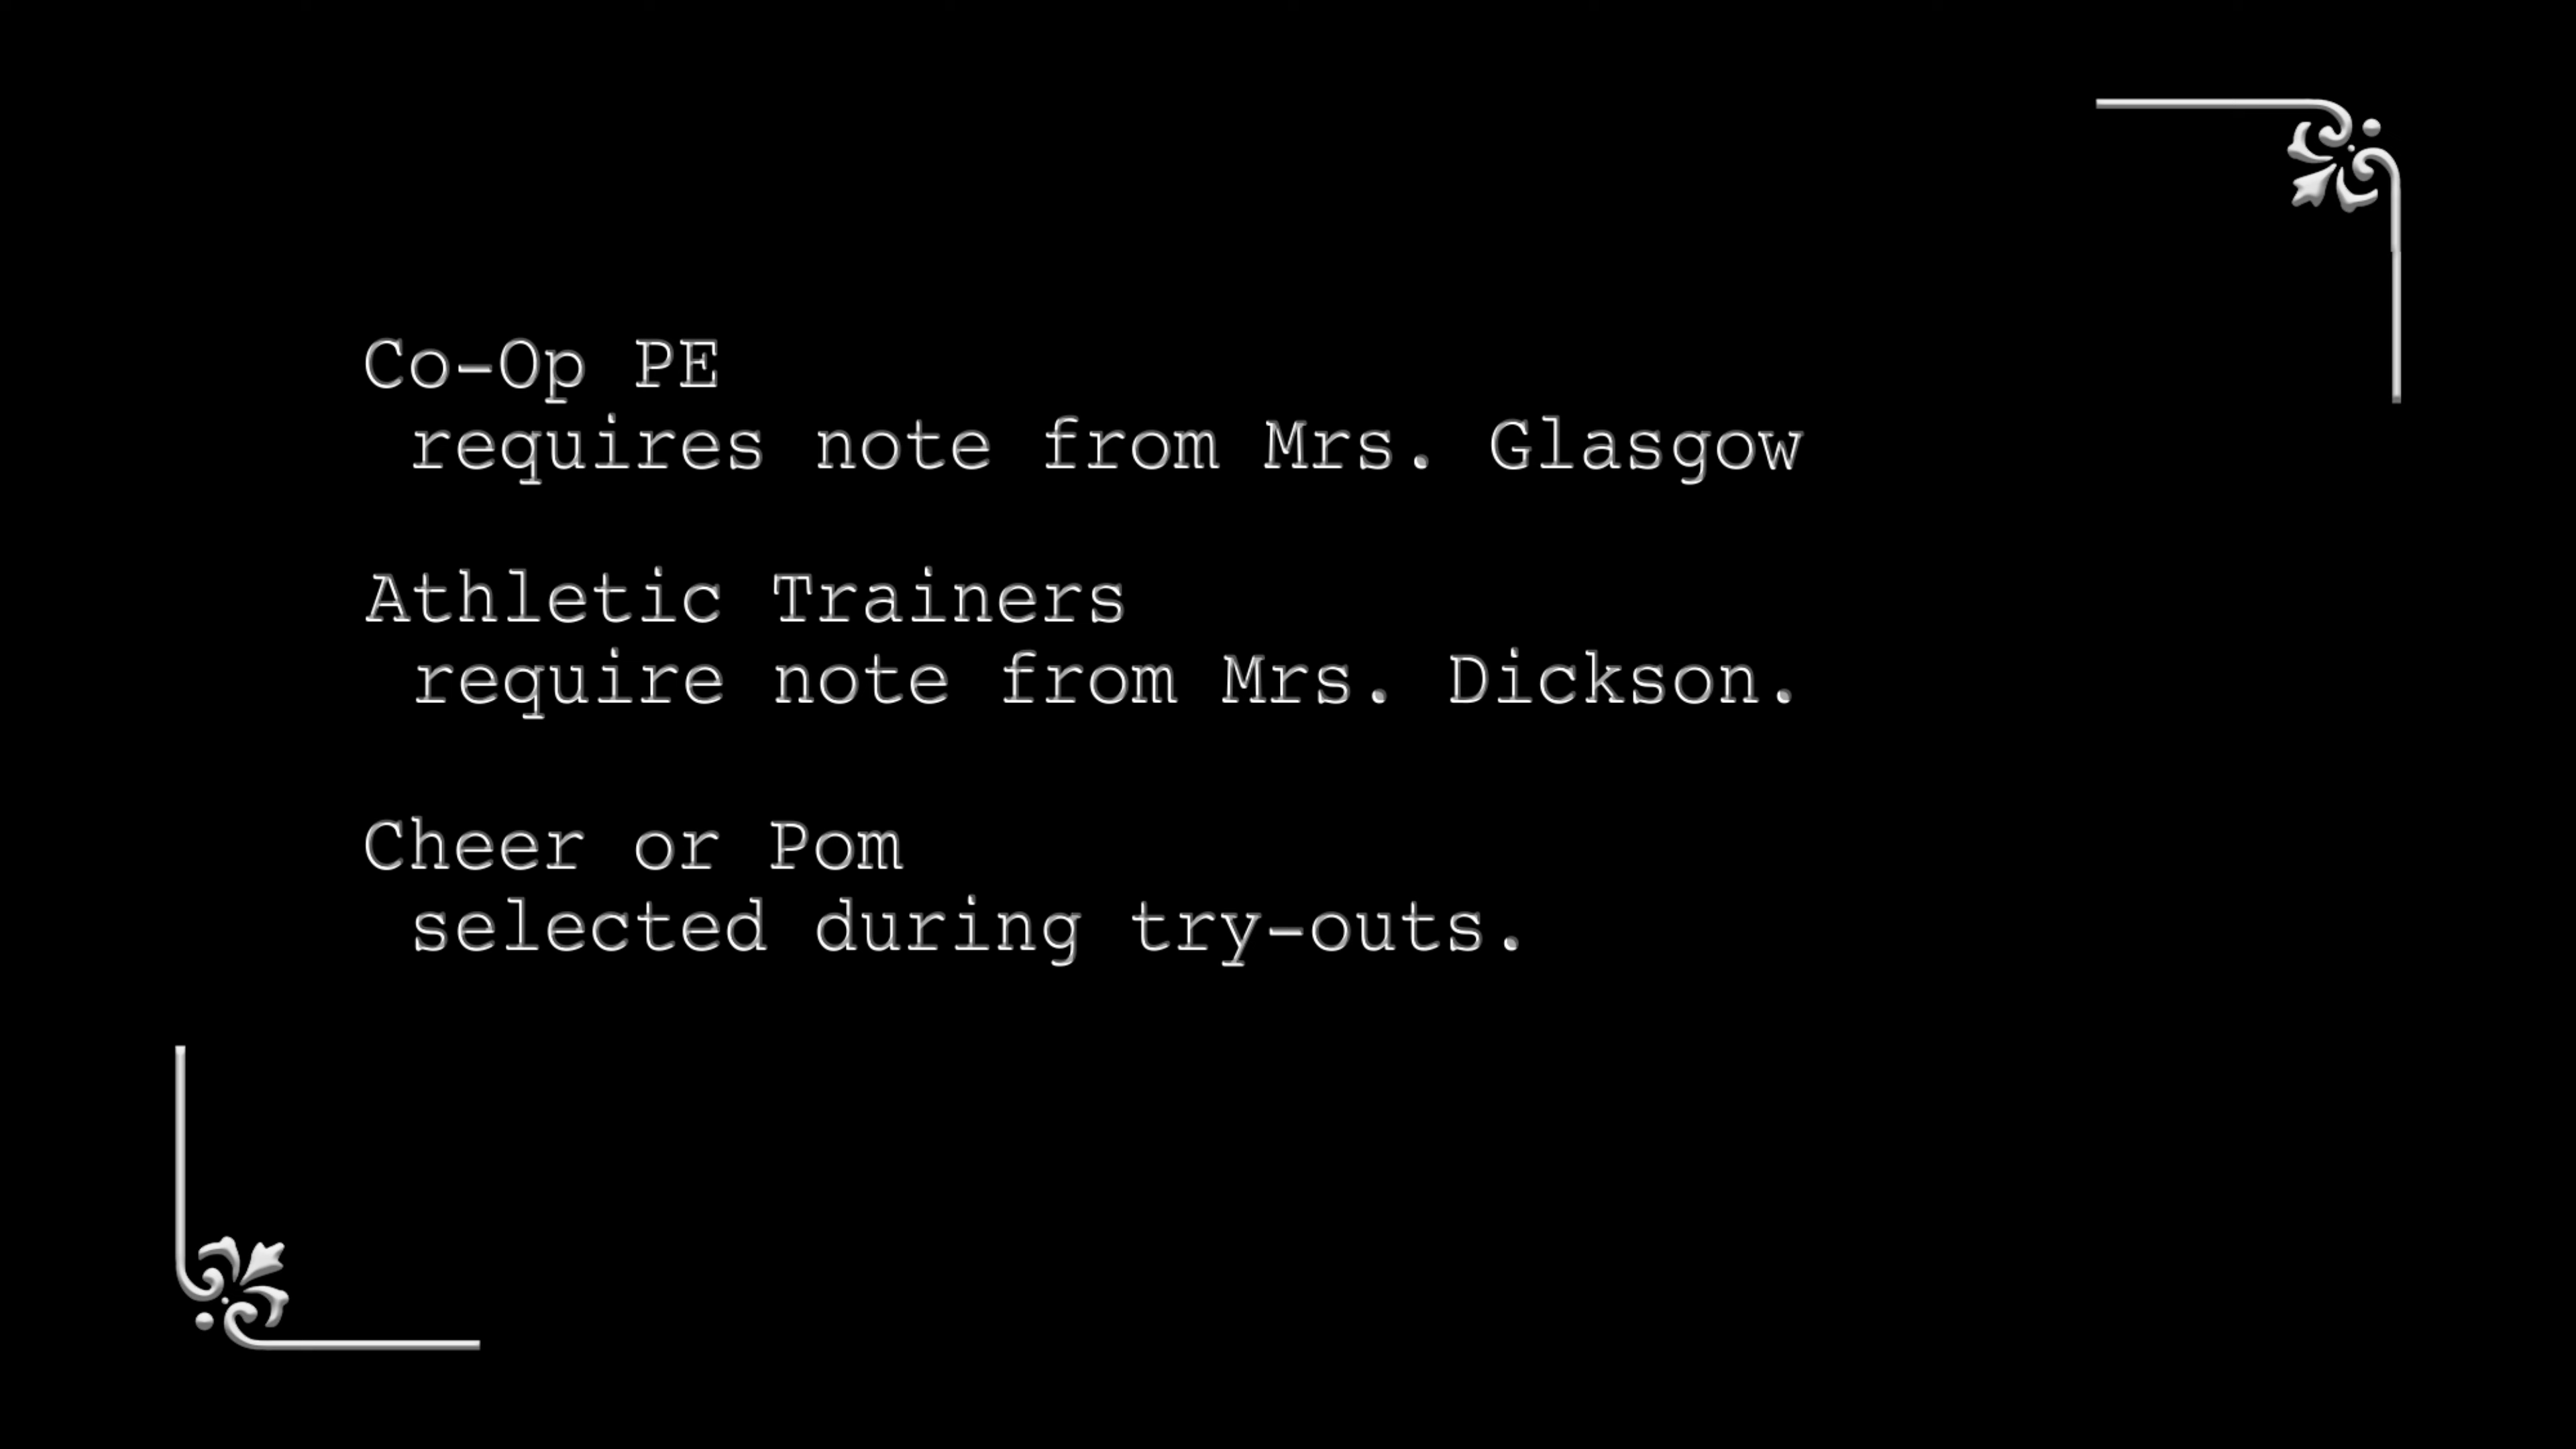 Co-Op PE
requires note from Mrs. Glasgow
Athletic Trainers
require note from Mrs. Dickson.
Cheer or Pom
selected during try-outs.